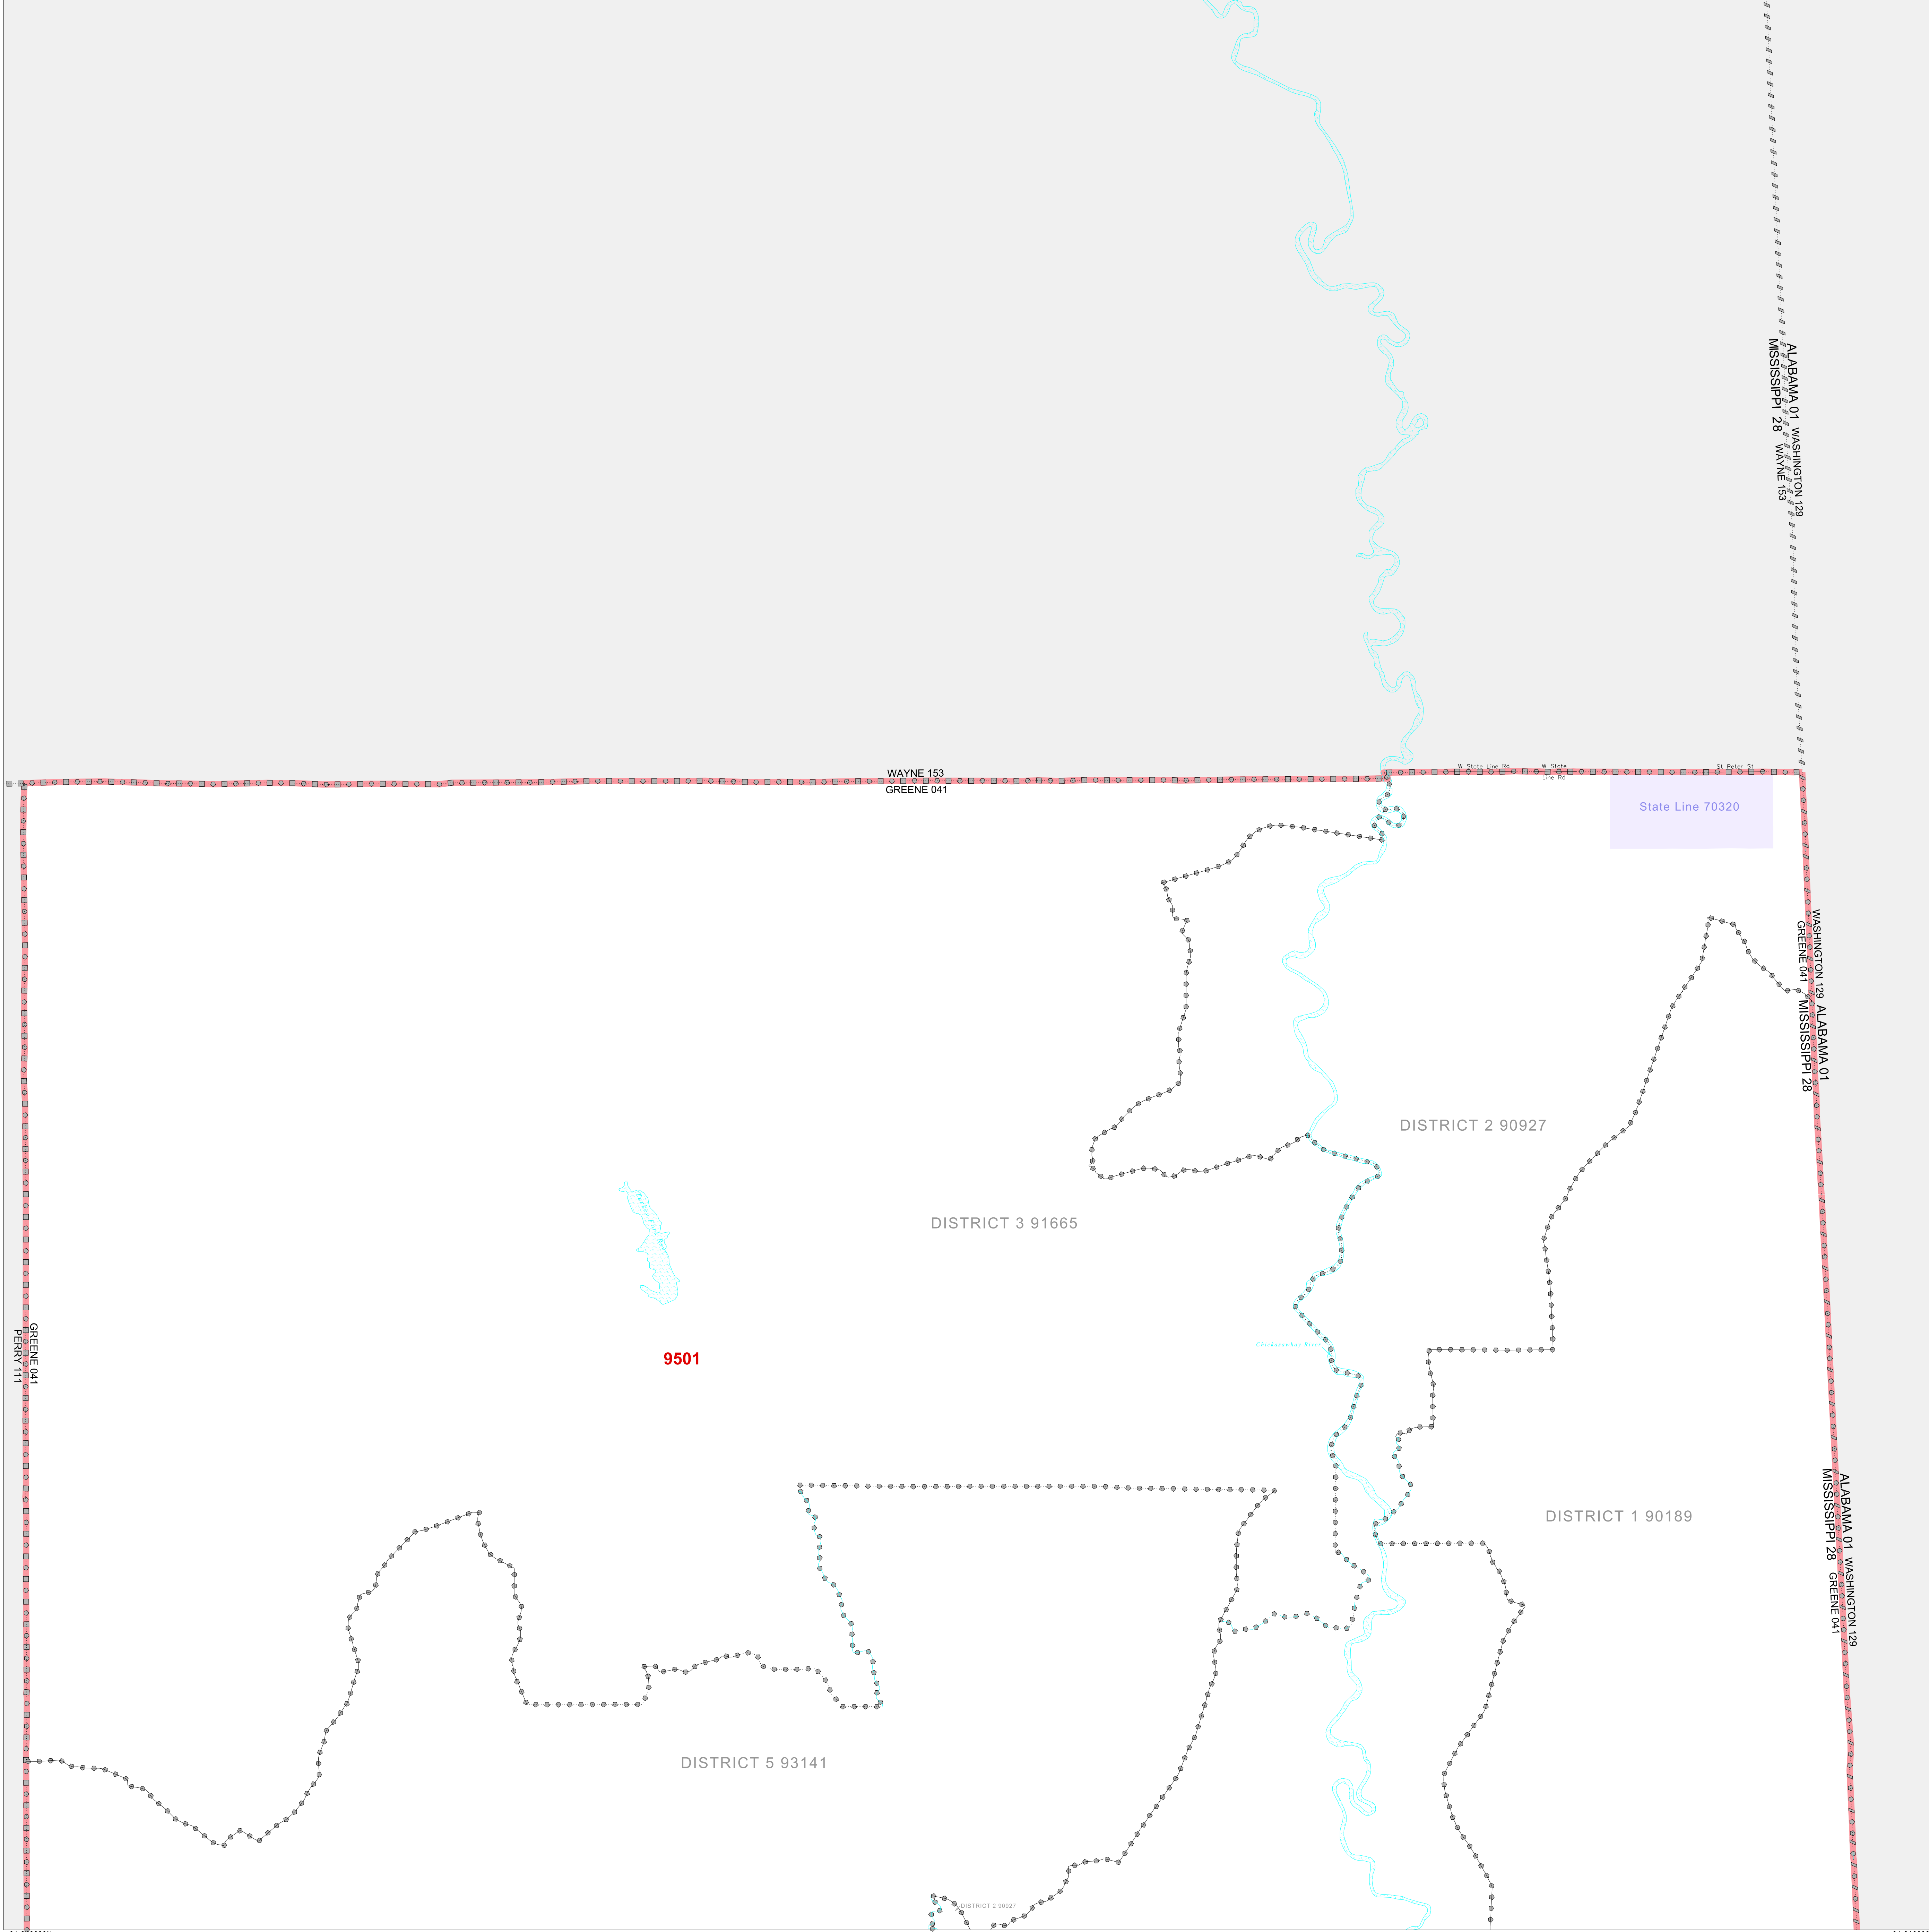 ALABAMA 01 WASHINGTON 129
MISSISSIPPI 28 WAYNE 153
WAYNE 153
GREENE 041
W State Line Rd
W State
Line Rd
St Peter St
State Line 70320
WASHINGTON 129 ALABAMA 01
GREENE 041 MISSISSIPPI 28
DISTRICT 2 90927
DISTRICT 3 91665
GREENE 041
PERRY 111
Chickasawhay River
9501
ALABAMA 01 WASHINGTON 129
MISSISSIPPI 28 GREENE 041
DISTRICT 1 90189
DISTRICT 5 93141
DISTRICT 2 90927